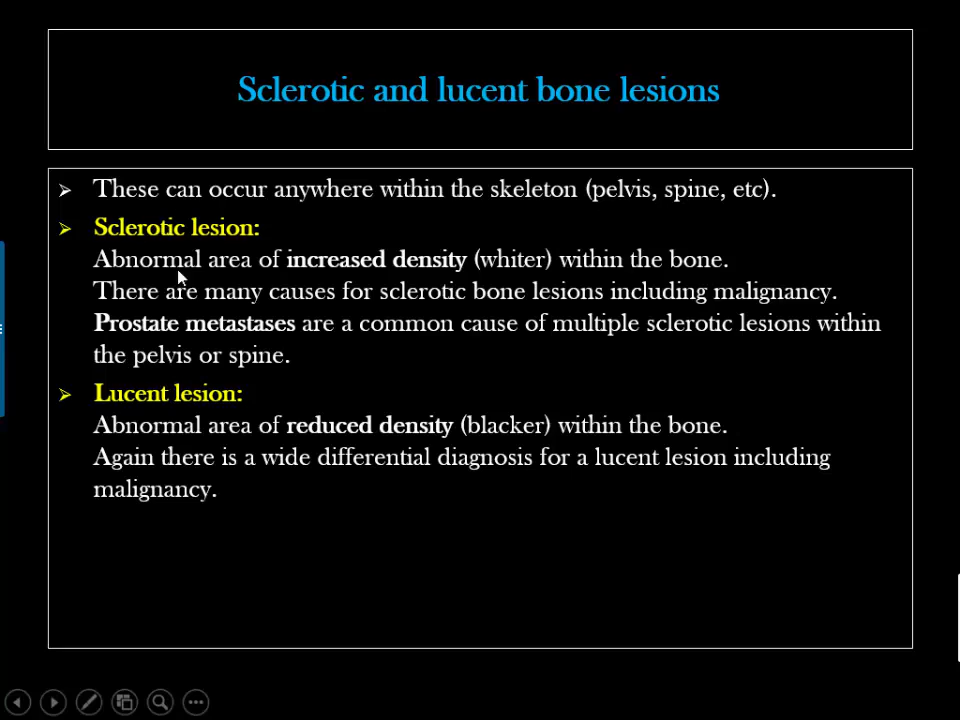 Sclerotic and lucent bone lesions
These can occur anywhere within the skeleton (pelvis, spine, etc).
Sclerotic lesion:
Abnormal area of increased density (whiter) within the bone.
There are many causes for sclerotic bone lesions including malignancy.
Prostate metastases are a common cause of multiple sclerotic lesions within
the pelvis or spine.
Lucent lesion:
Abnormal area of reduced density (blacker) within the bone.
Again there is a wide differential diagnosis for a lucent lesion including
malignancy.